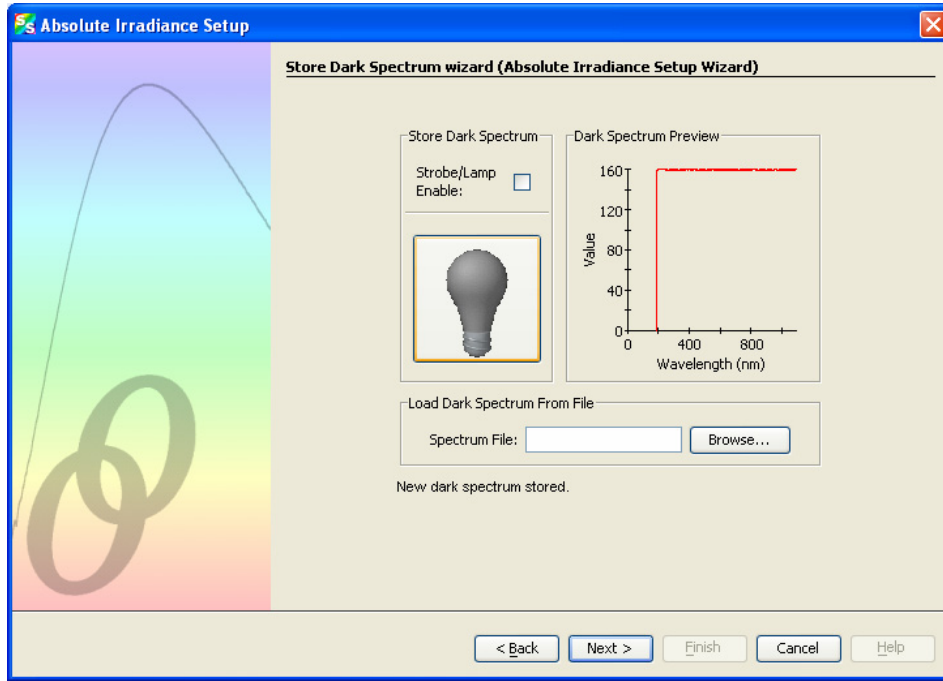 Absolute Irradiance Setup
Store Dark Spectrum wizard (Absolute Irradiance Setup Wizard)
Store Dark Spectrum
Strobe/Lamp
Enable:
Dark Spectrum Preview
160
120
80
40
0
Value
0 400 800
Wavelength (nm)
Load Dark Spectrum From File
Spectrum File:
Browse...
New dark spectrum stored.
< Back Next > Finish Cancel Help